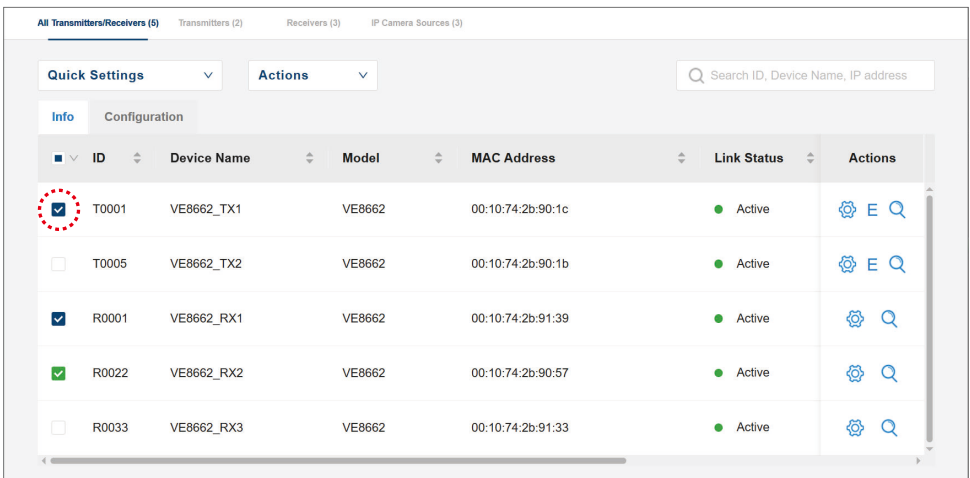 All Transmitters/Receivers (5) Transmitters (2) Receivers (3) IP Camera Sources (3)
Quick Settings Actions Search ID, Device Name, IP address
Info Configuration
ID Device Name Model MAC Address Link Status Actions
T0001 VE8662_TX1 VE8662 00:10:74:2b:90:1c Active E
T0005 VE8662_TX2 VE8662 00:10:74:2b:90:1b Active E
R0001 VE8662_RX1 VE8662 00:10:74:2b:91:39 Active
R0022 VE8662_RX2 VE8662 00:10:74:2b:90:57 Active
R0033 VE8662_RX3 VE8662 00:10:74:2b:91:33 Active